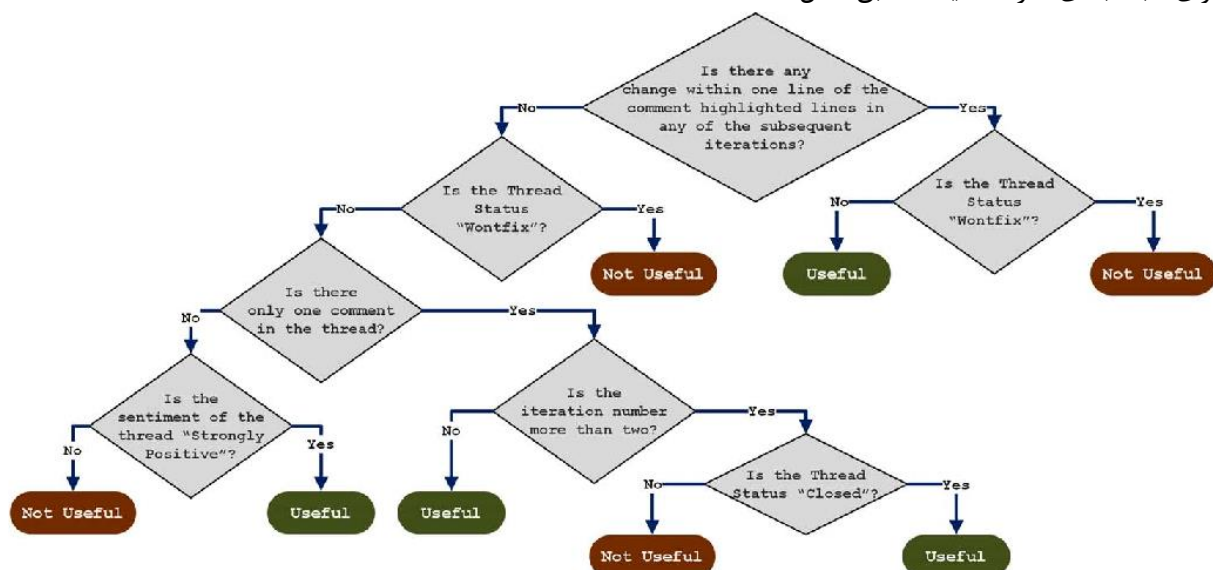 Is there any
change within one line of the
comment highlighted lines in
any of the subsequent
iterations?
No
Yes
Is the Thread
Status
“Wontfix”?
No
Yes
Is the Thread
Status
“Wontfix”?
No
Yes
Not Useful
Useful
Not Useful
Is there
only one comment
in the thread?
No
Yes
Is the
sentiment of the
thread “Strongly
Positive”?
No
Yes
Is the
iteration number
more than two?
No
Yes
Is the Thread
Status “Closed”?
No
Yes
Not Useful
Useful
Useful
Not Useful
Useful